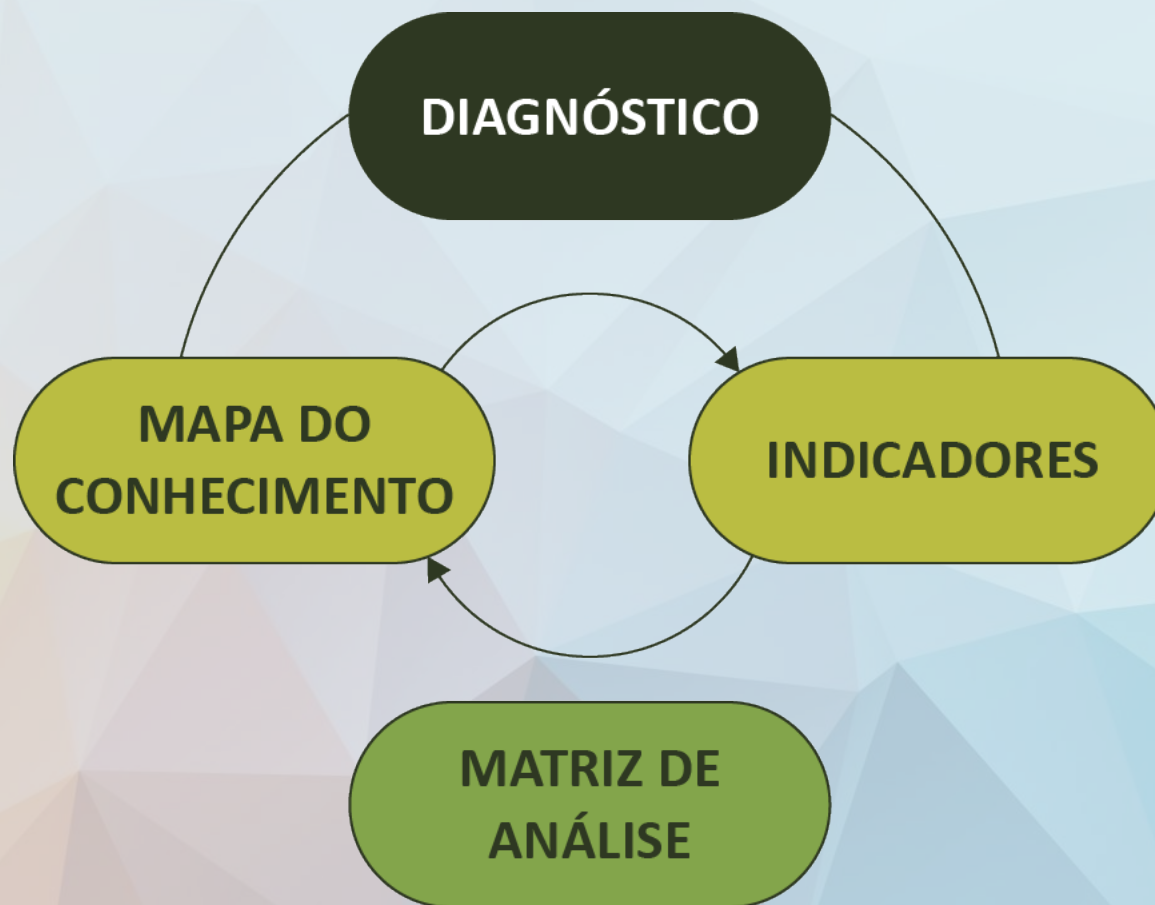 DIAGNÓSTICO
MAPA DO
CONHECIMENTO
INDICADORES
MATRIZ DE
ANÁLISE